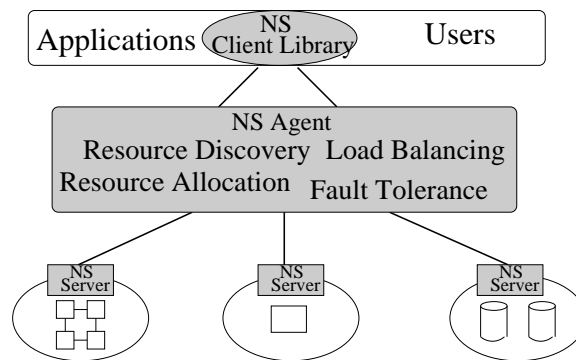 Applications
NS
Client Library
Users
NS Agent
Resource Discovery
Load Balancing
Resource Allocation
Fault Tolerance
NS
Server
NS
Server
NS
Server